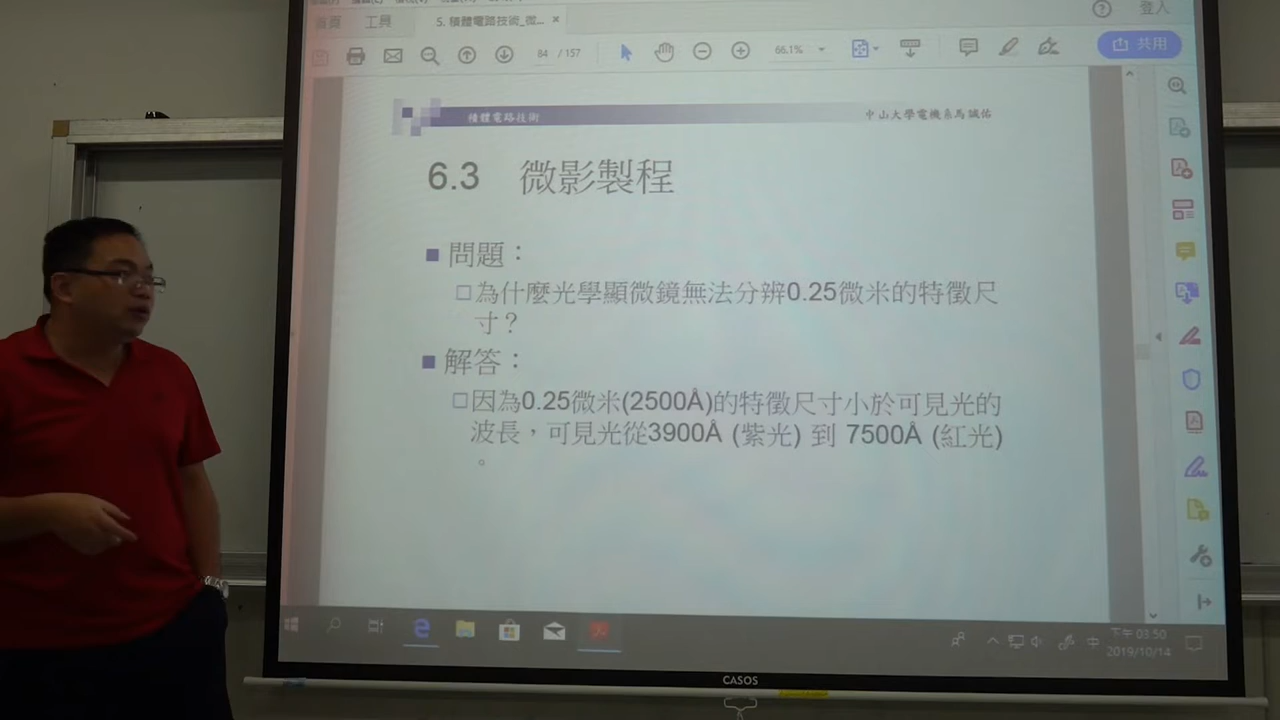 首頁 工具 5. 積體電路技術_微... × 登入
84 / 157 66.1% 共用
積體電路技術 中山大學電機系馬誠佑
6.3 微影製程
問題：
為什麼光學顯微鏡無法分辨0.25微米的特徵尺
寸？
解答：
因為0.25微米(2500Å)的特徵尺寸小於可見光的
波長，可見光從3900Å (紫光) 到 7500Å (紅光)
。
中 下午 03:50
2019/10/14
CASOS